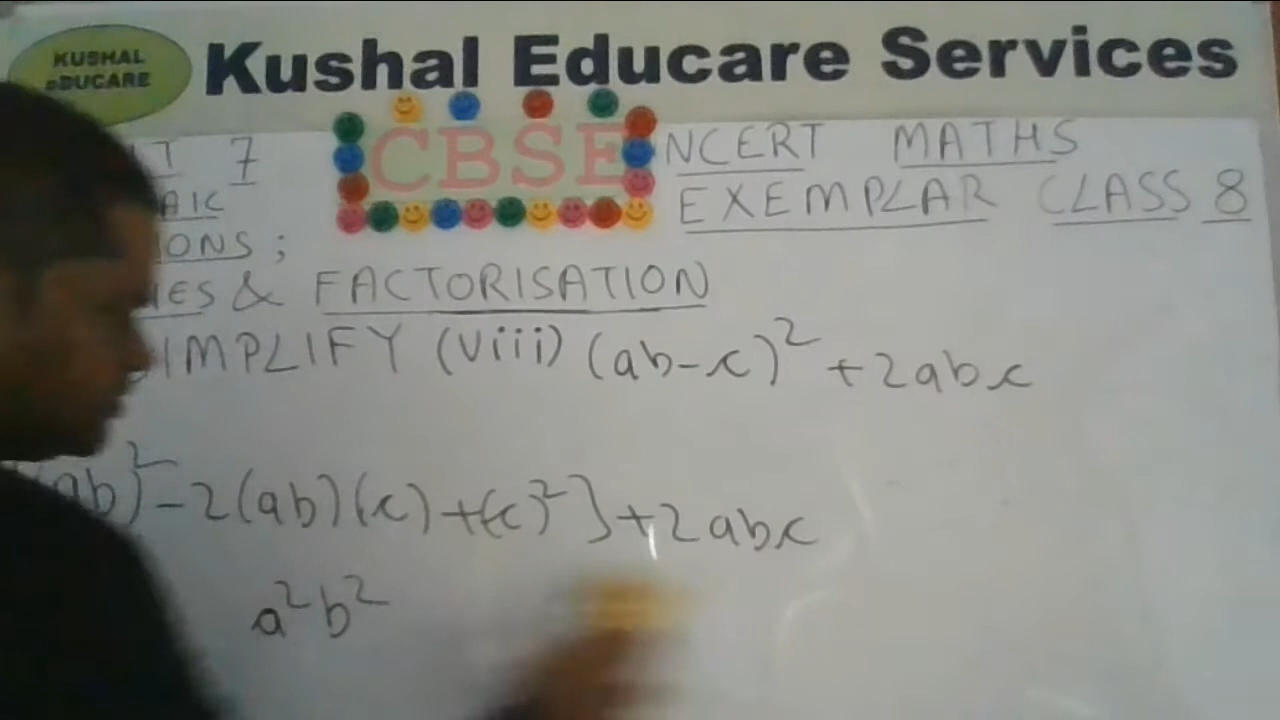 KUSHAL
eDUCARE
Kushal Educare Services
CBSE
7
NCERT MATHS
EXEMPLAR CLASS 8
& FACTORISATION
(viii) (ab-c)² + 2abc
ab)² - 2(ab)(c) + (c)²] + 2abc
a²b²